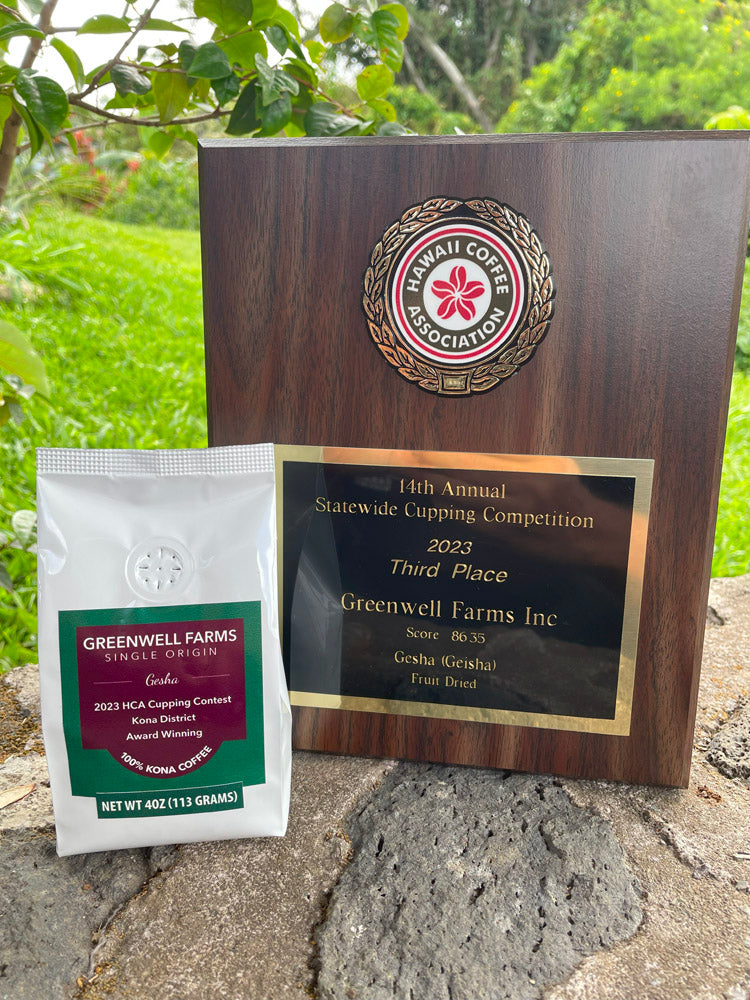 HAWAII COFFEE
ASSOCIATION
14th Annual
Statewide Cupping Competition
2023
Third Place
Greenwell Farms Inc
Score 86.35
Gesha (Geisha)
Fruit Dried
GREENWELL FARMS
SINGLE ORIGIN
Gesha
2023 HCA Cupping Contest
Kona District
Award Winning
100% KONA COFFEE
NET WT 4OZ (113 GRAMS)